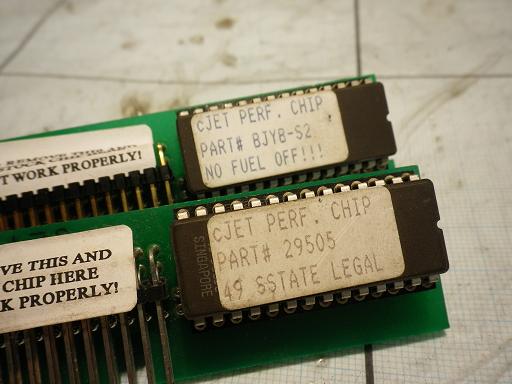 cJET PERF. CHIP
PART# BJYB-S2
NO FUEL OFF!!!
T WORK PROPERLY!
cJET PERF. CHIP
PART# 29505
49 SSTATE LEGAL
SINGAPORE
VE THIS AND
CHIP HERE
K PROPERLY!